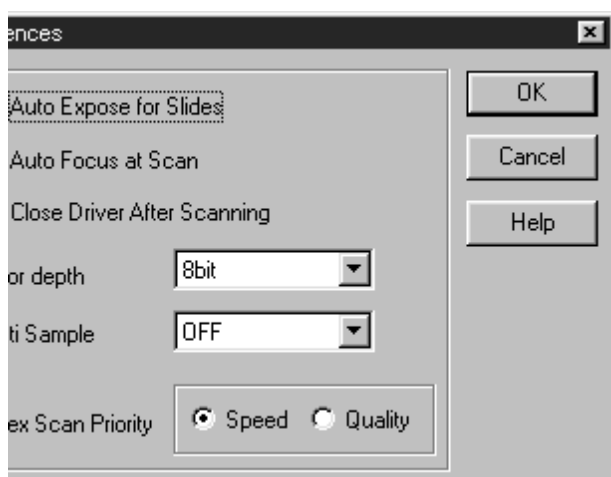 ences
Auto Expose for Slides
OK
Auto Focus at Scan
Cancel
Close Driver After Scanning
Help
or depth 8bit
ti Sample OFF
ex Scan Priority Speed Quality